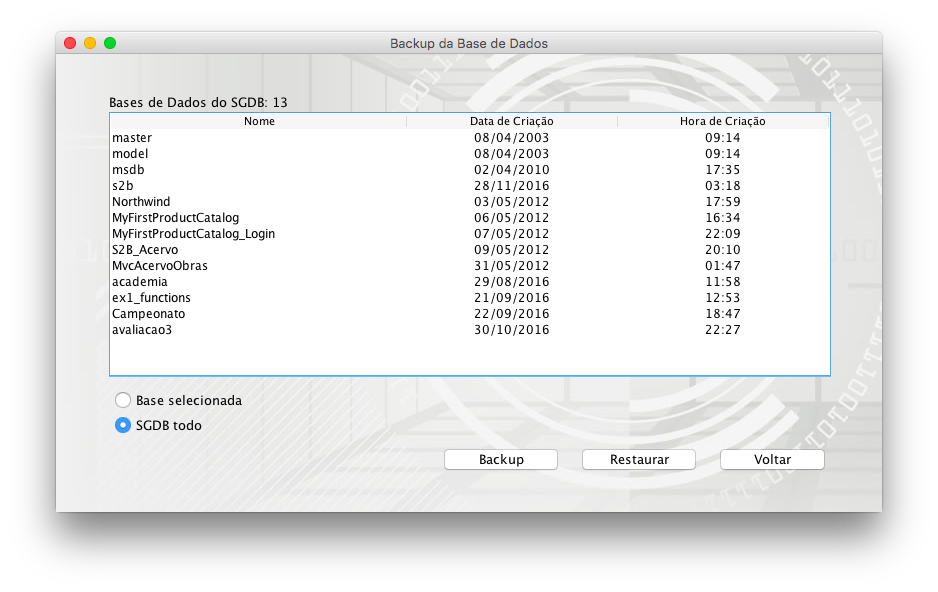 Backup da Base de Dados
Bases de Dados do SGDB: 13
Nome Data de Criação Hora de Criação
master 08/04/2003 09:14
model 08/04/2003 09:14
msdb 02/04/2010 17:35
s2b 28/11/2016 03:18
Northwind 03/05/2012 17:59
MyFirstProductCatalog 06/05/2012 16:34
MyFirstProductCatalog_Login 07/05/2012 22:09
S2B_Acervo 09/05/2012 20:10
MvcAcervoObras 31/05/2012 01:47
academia 29/08/2016 11:58
ex1_functions 21/09/2016 12:53
Campeonato 22/09/2016 18:47
avaliacao3 30/10/2016 22:27
Base selecionada
SGDB todo
Backup Restaurar Voltar